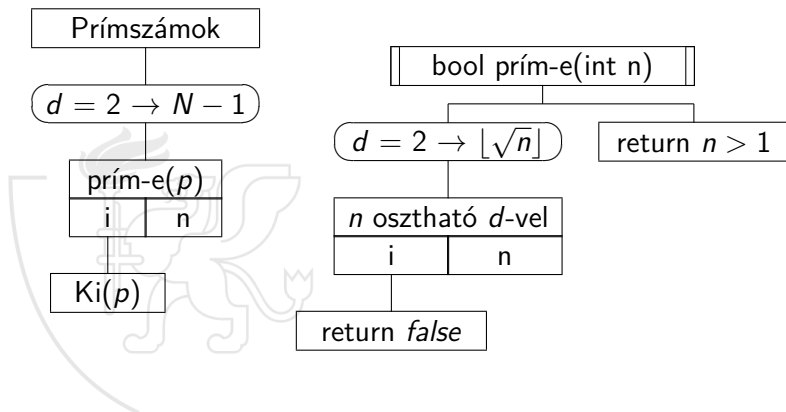 Prímszámok
d = 2 → N − 1
prím-e(p)
i n
Ki(p)
bool prím-e(int n)
d = 2 → ⌊√n⌋
return n > 1
n osztható d-vel
i n
return false